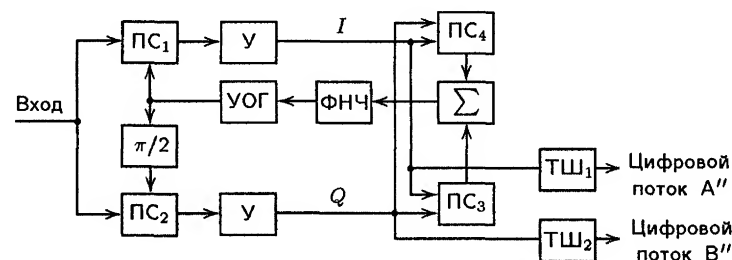 ПС₁
У
I
ПС₄
Вход
УОГ
ФНЧ
Σ
π/2
ТШ₁
Цифровой
поток А″
ПС₂
У
Q
ПС₃
ТШ₂
Цифровой
поток В″